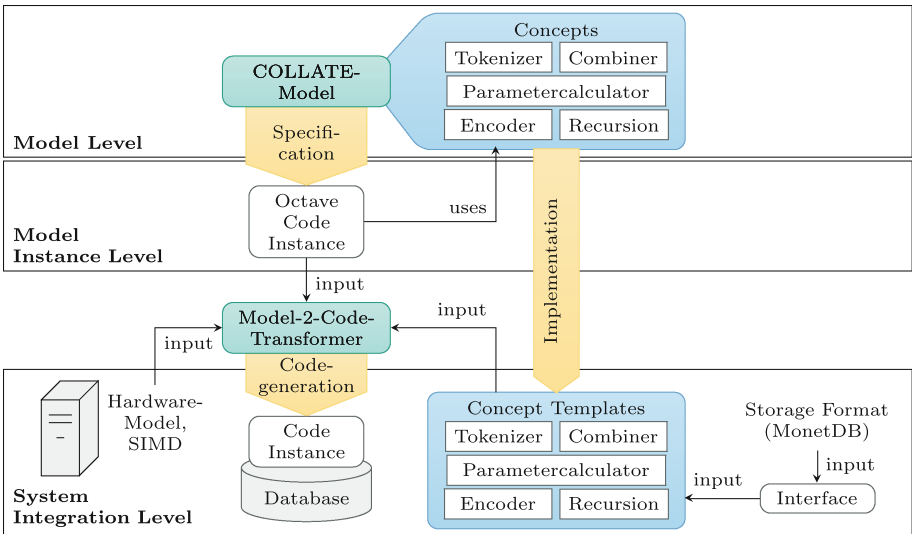 Concepts
Tokenizer
Combiner
COLLATE-
Model
Parametercalculator
Encoder
Recursion
Specifi-
cation
Model Level
Octave
Code
Instance
uses
Model
Instance Level
Implementation
input
Model-2-Code-
Transformer
input
input
Code-
generation
Hardware-
Model,
SIMD
Code
Instance
Database
System
Integration Level
Concept Templates
Tokenizer
Combiner
Parametercalculator
Encoder
Recursion
Storage Format
(MonetDB)
input
input
Interface